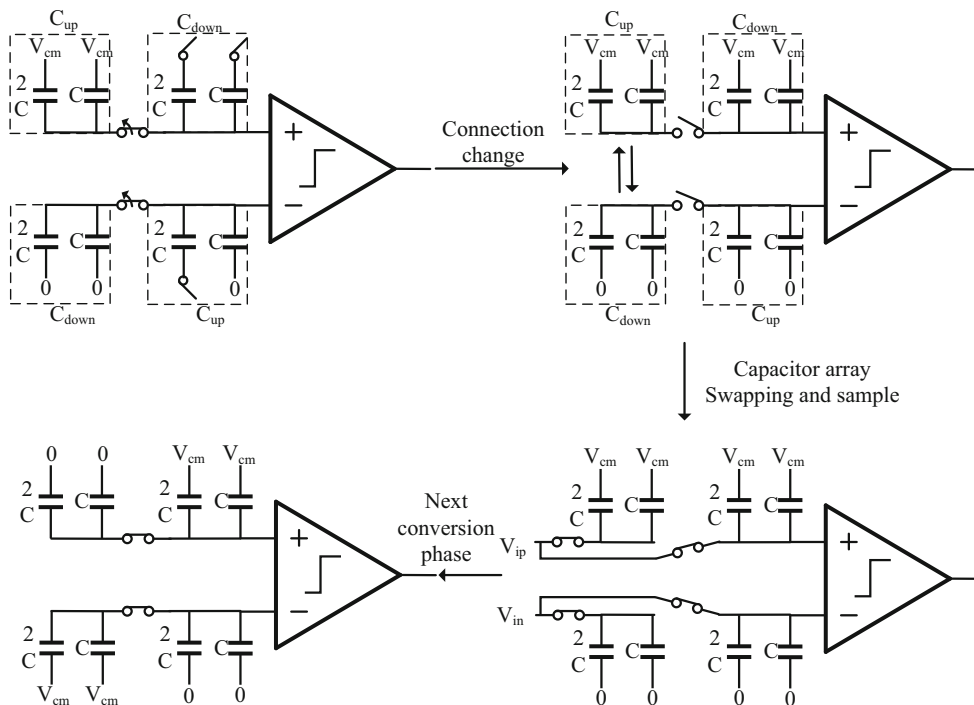 C_up
C_down
V_cm V_cm
2
C
C
2
C
C
+
−
2
C
C
2
C
C
0 0
0
C_down
C_up
Connection
change
C_up
C_down
V_cm V_cm
V_cm V_cm
2
C
C
2
C
C
+
−
2
C
C
2
C
C
0 0
0 0
C_down
C_up
Capacitor array
Swapping and sample
0 0
V_cm V_cm
2
C
C
2
C
C
+
−
2
C
C
2
C
C
V_cm V_cm
0 0
Next
conversion
phase
V_cm V_cm
V_cm V_cm
2
C
C
2
C
C
V_ip
V_in
+
−
2
C
C
2
C
C
0 0
0 0